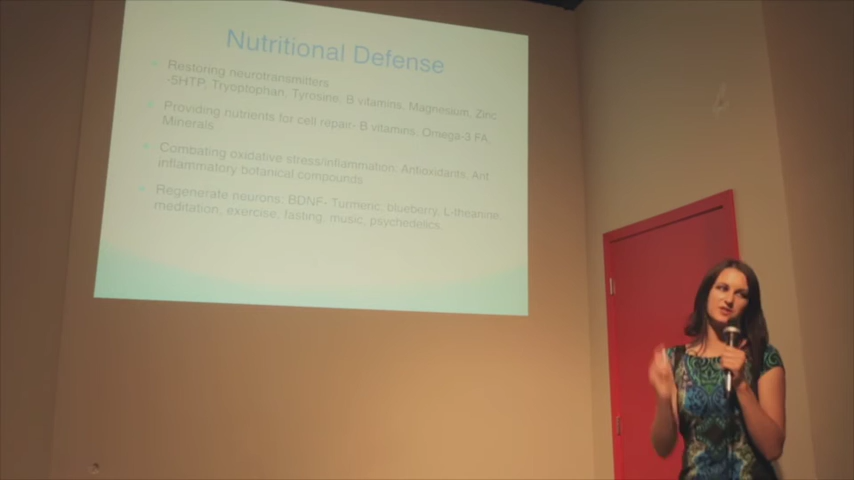 Nutritional Defense
Restoring neurotransmitters
-5HTP, Tryoptophan, Tyrosine, B vitamins, Magnesium, Zinc
Providing nutrients for cell repair- B vitamins, Omega-3 FA,
Minerals
Combating oxidative stress/inflammation: Antioxidants, Ant
inflammatory botanical compounds
Regenerate neurons: BDNF- Turmeric, blueberry, L-theanine
meditation, exercise, fasting, music, psychedelics.